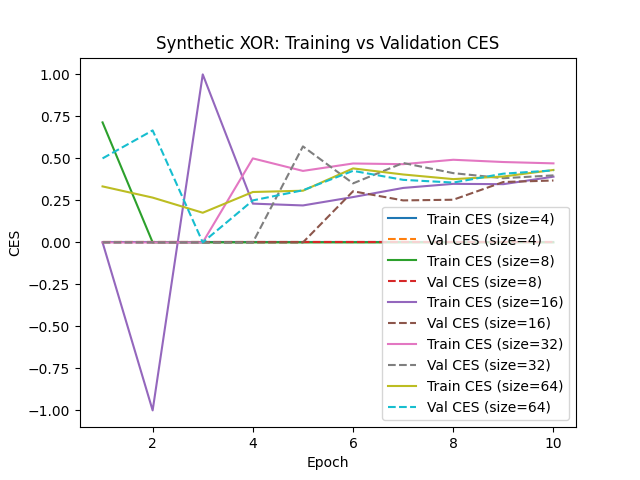 Synthetic XOR: Training vs Validation CES
CES
1.00
0.75
0.50
0.25
0.00
−0.25
−0.50
−0.75
−1.00
Train CES (size=4)
Val CES (size=4)
Train CES (size=8)
Val CES (size=8)
Train CES (size=16)
Val CES (size=16)
Train CES (size=32)
Val CES (size=32)
Train CES (size=64)
Val CES (size=64)
2 4 6 8 10
Epoch